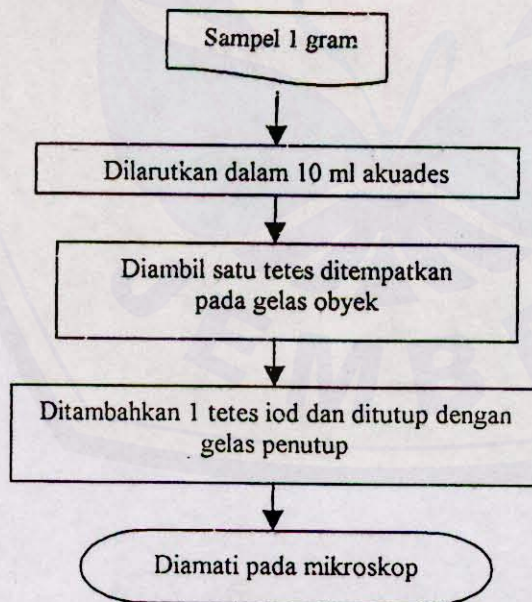 Sampel 1 gram
Dilarutkan dalam 10 ml akuades
Diambil satu tetes ditempatkan
pada gelas obyek
Ditambahkan 1 tetes iod dan ditutup dengan
gelas penutup
Diamati pada mikroskop